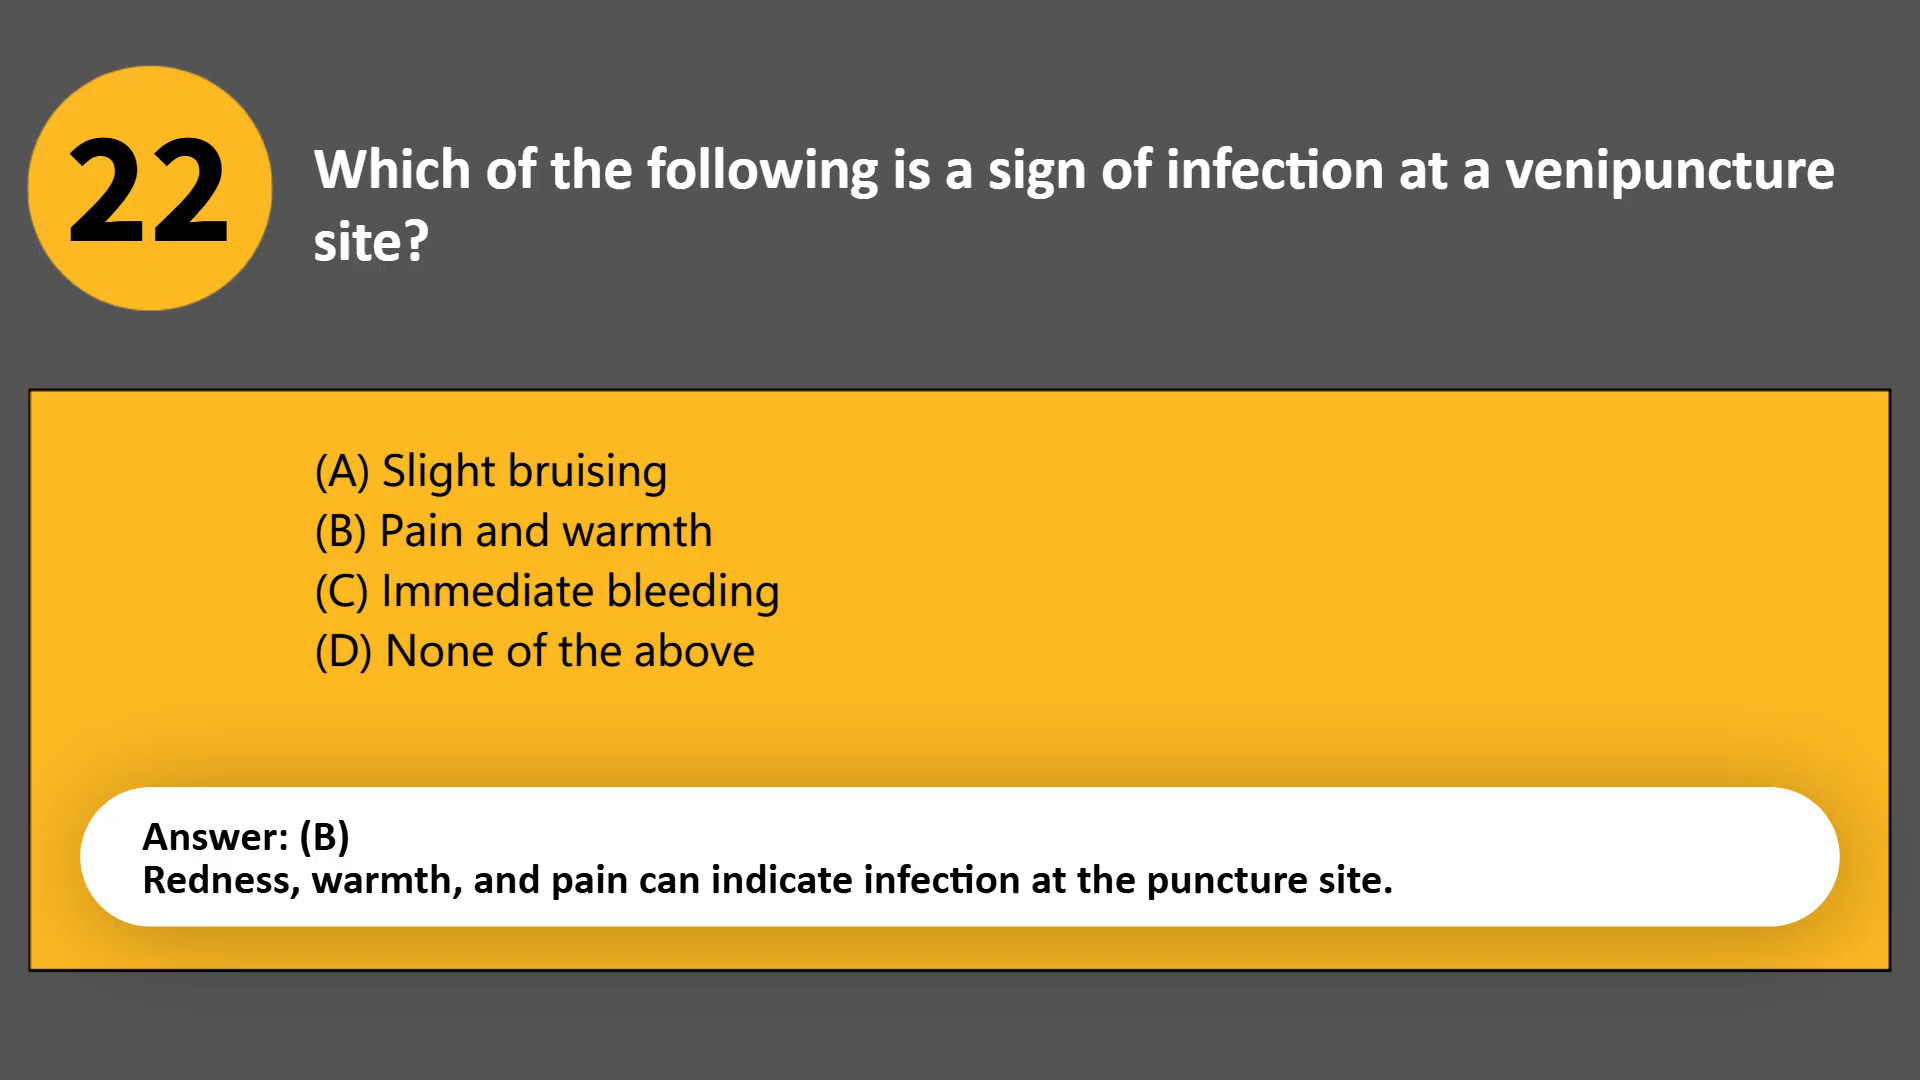 22
Which of the following is a sign of infection at a venipuncture
site?
(A) Slight bruising
(B) Pain and warmth
(C) Immediate bleeding
(D) None of the above
Answer: (B)
Redness, warmth, and pain can indicate infection at the puncture site.